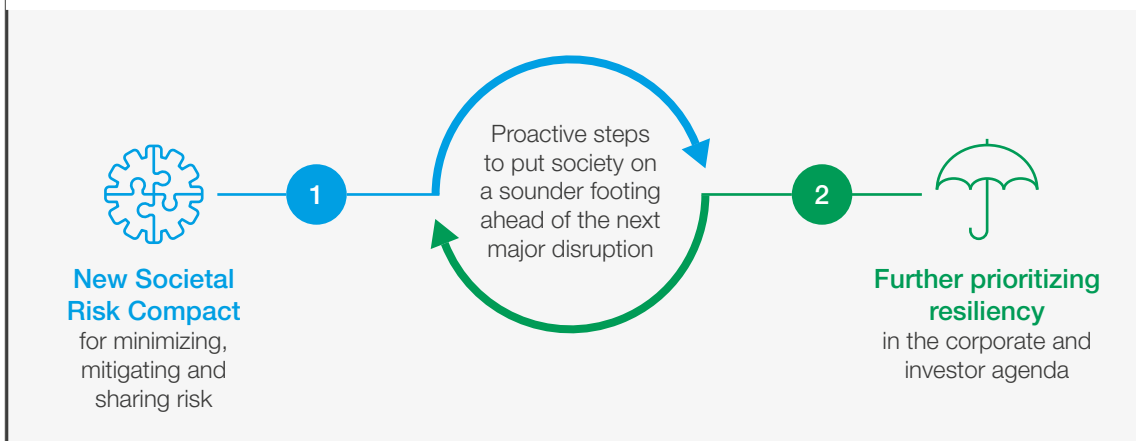 1
New Societal
Risk Compact
for minimizing,
mitigating and
sharing risk
Proactive steps
to put society on
a sounder footing
ahead of the next
major disruption
2
Further prioritizing
resiliency
in the corporate and
investor agenda